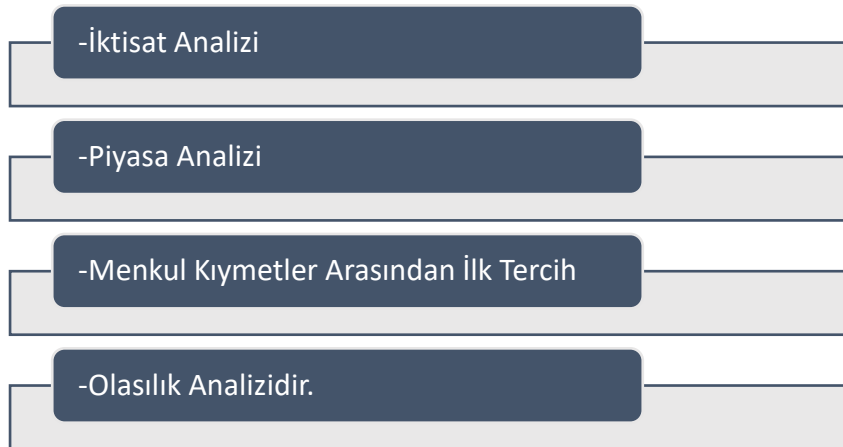 -İktisat Analizi
-Piyasa Analizi
-Menkul Kıymetler Arasından İlk Tercih
-Olasılık Analizidir.